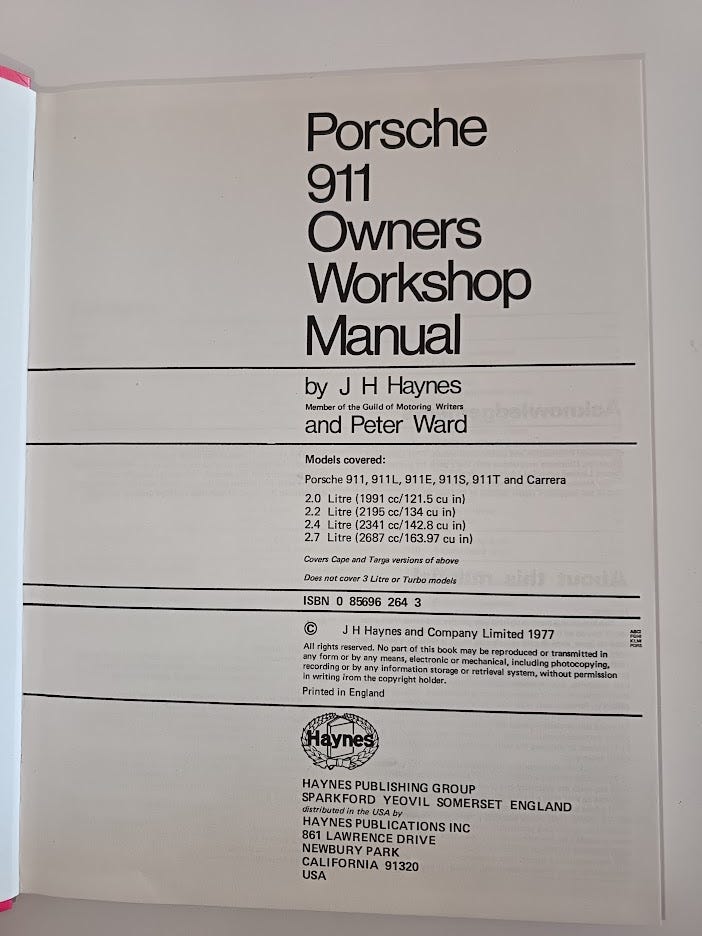 Porsche
911
Owners
Workshop
Manual
by J H Haynes
Member of the Guild of Motoring Writers
and Peter Ward
Models covered:
Porsche 911, 911L, 911E, 911S, 911T and Carrera
2.0 Litre (1991 cc/121.5 cu in)
2.2 Litre (2195 cc/134 cu in)
2.4 Litre (2341 cc/142.8 cu in)
2.7 Litre (2687 cc/163.97 cu in)
Covers Cape and Targa versions of above
Does not cover 3 Litre or Turbo models
ISBN 0 85696 264 3
© J H Haynes and Company Limited 1977
All rights reserved. No part of this book may be reproduced or transmitted in
any form or by any means, electronic or mechanical, including photocopying,
recording or by any information storage or retrieval system, without permission
in writing from the copyright holder.
Printed in England
Haynes
HAYNES PUBLISHING GROUP
SPARKFORD YEOVIL SOMERSET ENGLAND
distributed in the USA by
HAYNES PUBLICATIONS INC
861 LAWRENCE DRIVE
NEWBURY PARK
CALIFORNIA 91320
USA